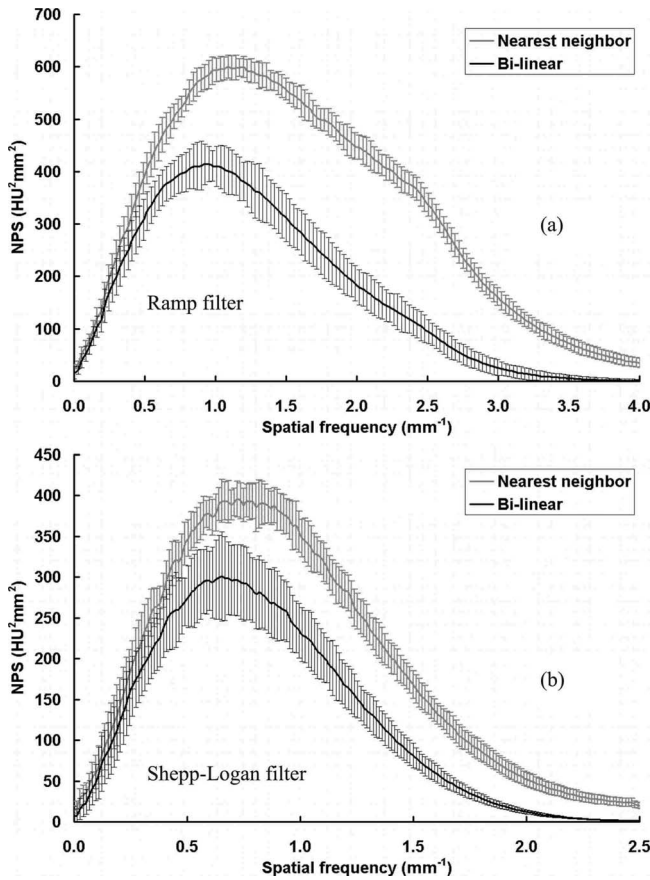 700
600
500
400
300
200
100
0
NPS (HU²mm²)
Nearest neighbor
Bi-linear
(a)
Ramp filter
0.0 0.5 1.0 1.5 2.0 2.5 3.0 3.5 4.0
Spatial frequency (mm⁻¹)
450
400
350
300
250
200
150
100
50
0
NPS (HU²mm²)
Nearest neighbor
Bi-linear
(b)
Shepp-Logan filter
0.0 0.5 1.0 1.5 2.0 2.5
Spatial frequency (mm⁻¹)